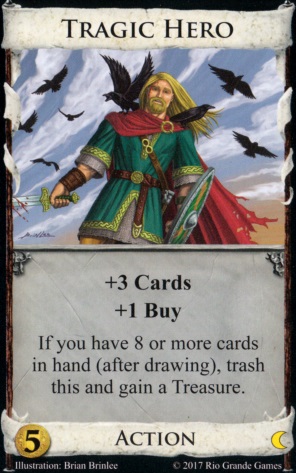 Tragic Hero
+3 Cards
+1 Buy
If you have 8 or more cards
in hand (after drawing), trash
this and gain a Treasure.
5
Action
Illustration: Brian Brinlee
© 2017 Rio Grande Games